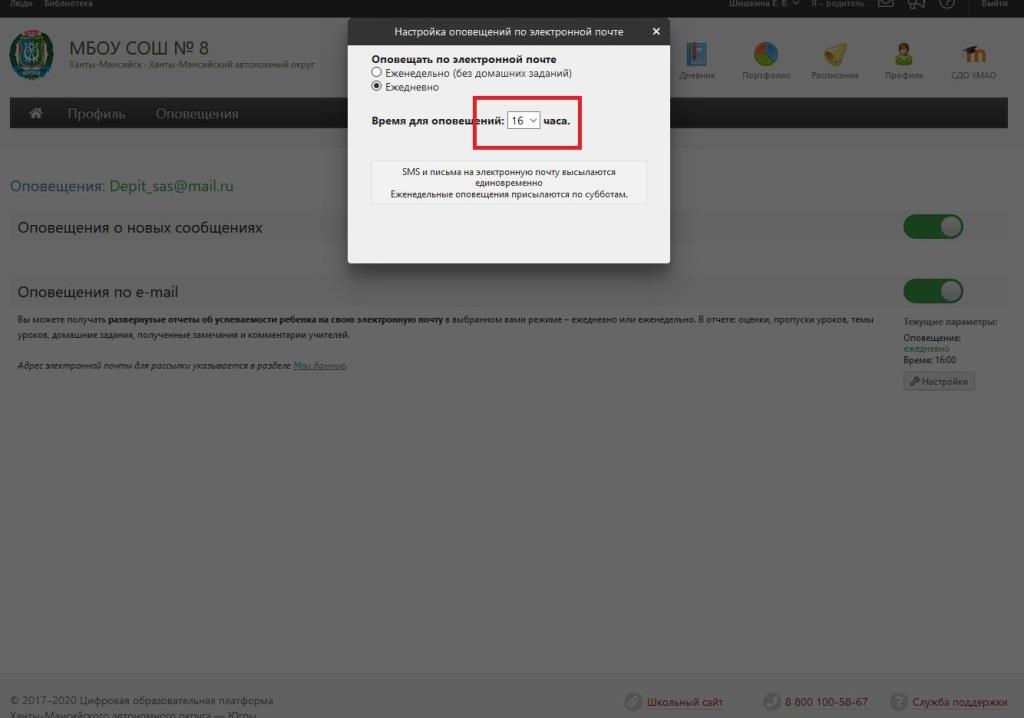 Люди Библиотека
Шишкина Е. В. Я – родитель Выйти
Настройка оповещений по электронной почте
МБОУ СОШ № 8
Ханты-Мансийск - Ханты-Мансийский автономный округ
Дневник Портфолио Расписание Профиль СДО ХМАО
Профиль Оповещения
Оповещать по электронной почте
Еженедельно (без домашних заданий)
Ежедневно
Время для оповещений: 16 часа.
SMS и письма на электронную почту высылаются
единовременно
Еженедельные оповещения присылаются по субботам.
Оповещения: Depit_sas@mail.ru
Оповещения о новых сообщениях
Оповещения по e-mail
Вы можете получать развернутые отчеты об успеваемости ребенка на свою электронную почту в выбранном вами режиме – ежедневно или еженедельно. В отчете: оценки, пропуски уроков, темы
уроков, домашние задания, полученные замечания и комментарии учителей.
Адрес электронной почты для рассылки указывается в разделе Мои данные.
Текущие параметры:
Оповещение:
ежедневно
Время: 16:00
Настройки
© 2017–2020 Цифровая образовательная платформа
Ханты-Мансийского автономного округа — Югры
Школьный сайт 8 800 100-58-67 Служба поддержки